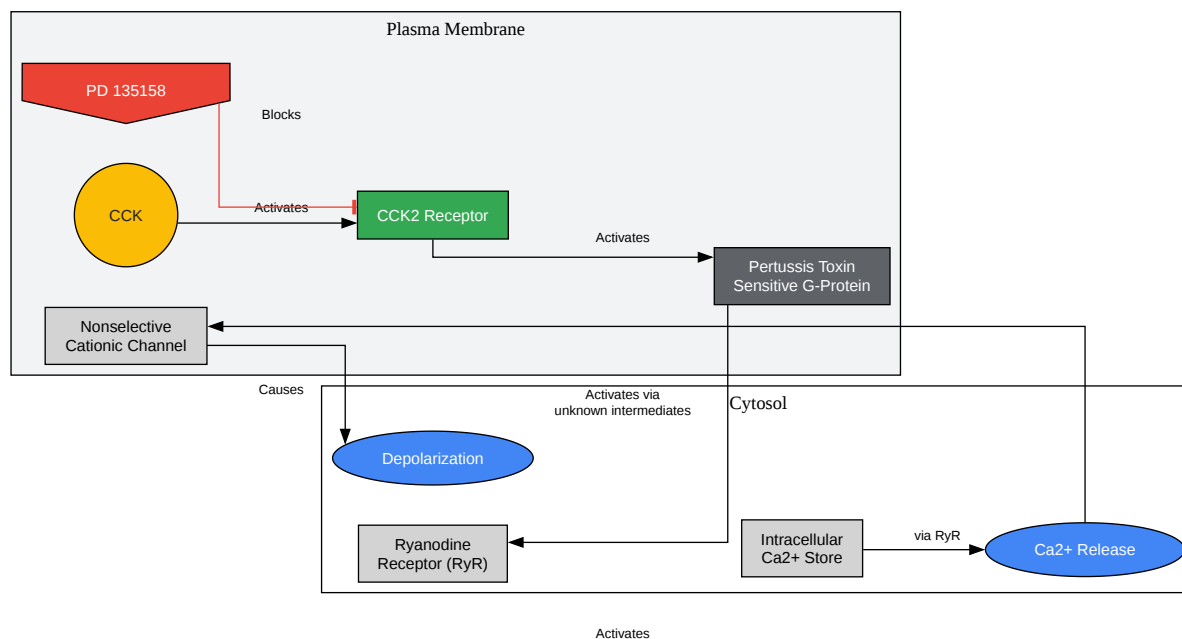 Plasma Membrane
PD 135158
Blocks
CCK
Activates
CCK2 Receptor
Activates
Pertussis Toxin
Sensitive G-Protein
Nonselective
Cationic Channel
Causes
Activates via
unknown intermediates
Cytosol
Depolarization
Ryanodine
Receptor (RyR)
Intracellular
Ca2+ Store
via RyR
Ca2+ Release
Activates